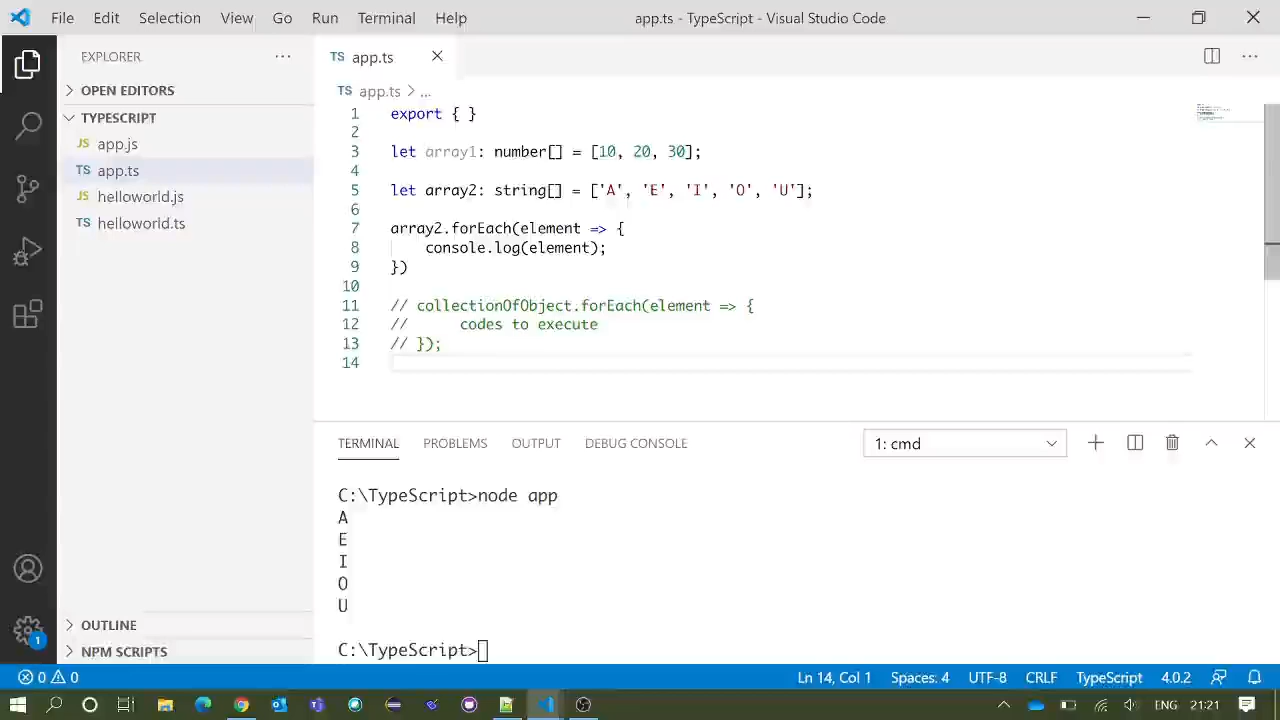 File Edit Selection View Go Run Terminal Help app.ts - TypeScript - Visual Studio Code
EXPLORER
OPEN EDITORS
TYPESCRIPT
JS app.js
TS app.ts
JS helloworld.js
TS helloworld.ts
OUTLINE
NPM SCRIPTS
TS app.ts
TS app.ts > ...
1 export { }
2
3 let array1: number[] = [10, 20, 30];
4
5 let array2: string[] = ['A', 'E', 'I', 'O', 'U'];
6
7 array2.forEach(element => {
8 console.log(element);
9 })
10
11 // collectionOfObject.forEach(element => {
12 // codes to execute
13 // });
14
TERMINAL PROBLEMS OUTPUT DEBUG CONSOLE 1: cmd
C:\TypeScript>node app
A
E
I
O
U
C:\TypeScript>
1
0 0 Ln 14, Col 1 Spaces: 4 UTF-8 CRLF TypeScript 4.0.2
ENG 21:21